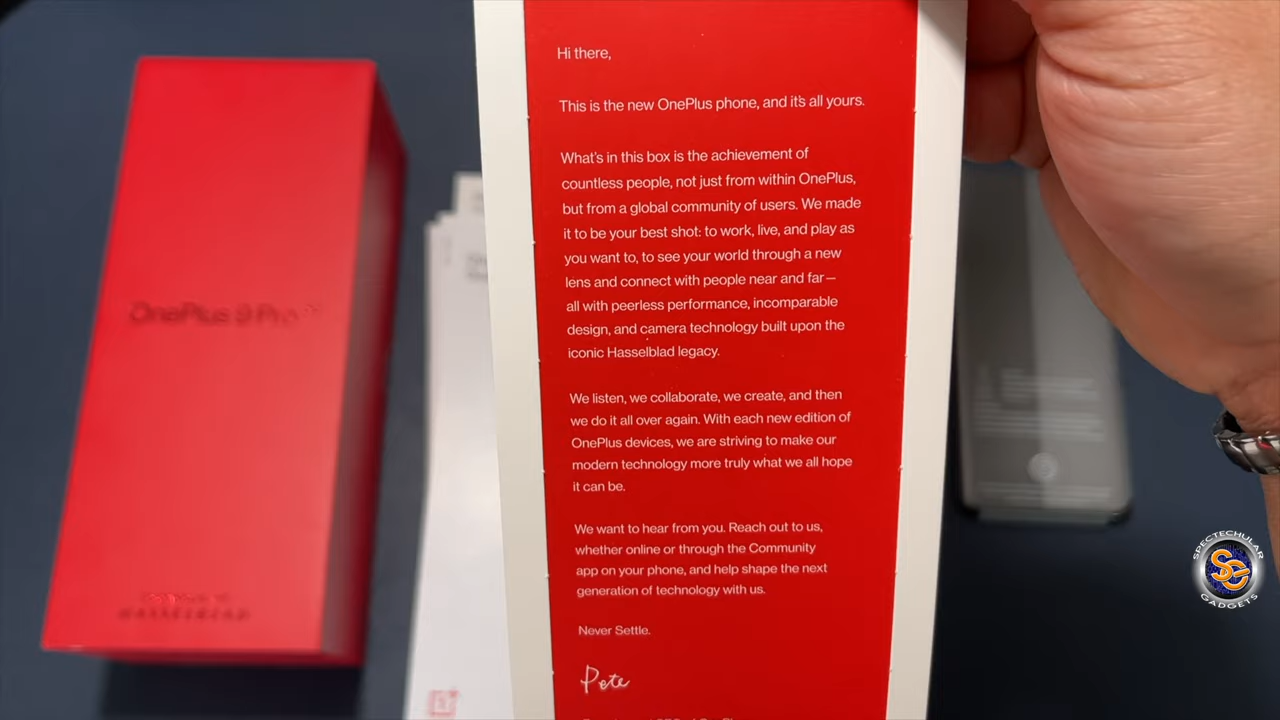 Hi there,
This is the new OnePlus phone, and it's all yours.
What's in this box is the achievement of
countless people, not just from within OnePlus,
but from a global community of users. We made
it to be your best shot: to work, live, and play as
you want to, to see your world through a new
lens and connect with people near and far—
all with peerless performance, incomparable
design, and camera technology built upon the
iconic Hasselblad legacy.
We listen, we collaborate, we create, and then
we do it all over again. With each new edition of
OnePlus devices, we are striving to make our
modern technology more truly what we all hope
it can be.
We want to hear from you. Reach out to us,
whether online or through the Community
app on your phone, and help shape the next
generation of technology with us.
Never Settle.
Pete
OnePlus 9 Pro
HASSELBLAD
SPECTECHULAR
SG
GADGETS